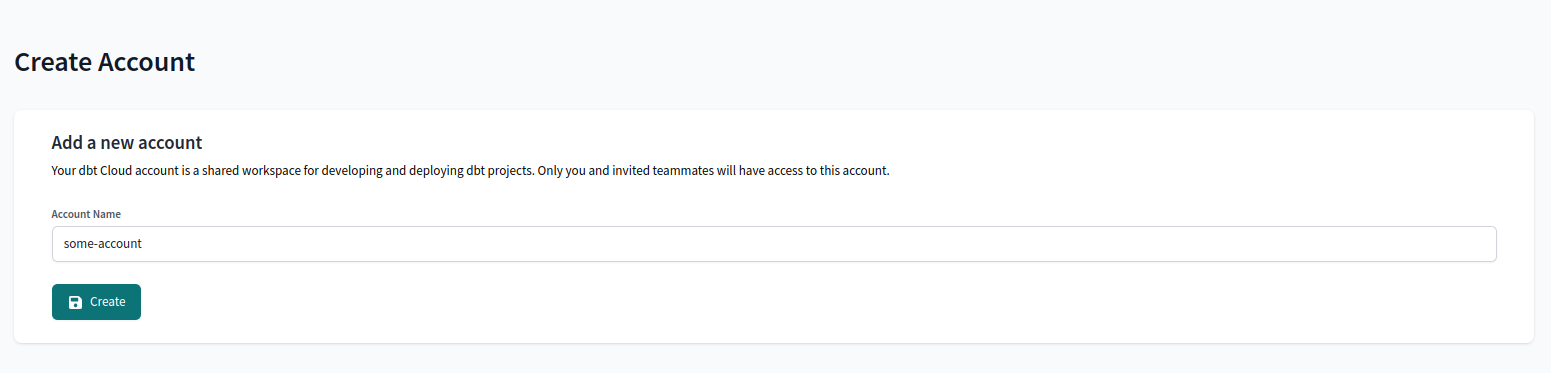 Create Account
Add a new account
Your dbt Cloud account is a shared workspace for developing and deploying dbt projects. Only you and invited teammates will have access to this account.
Account Name
some-account
Create